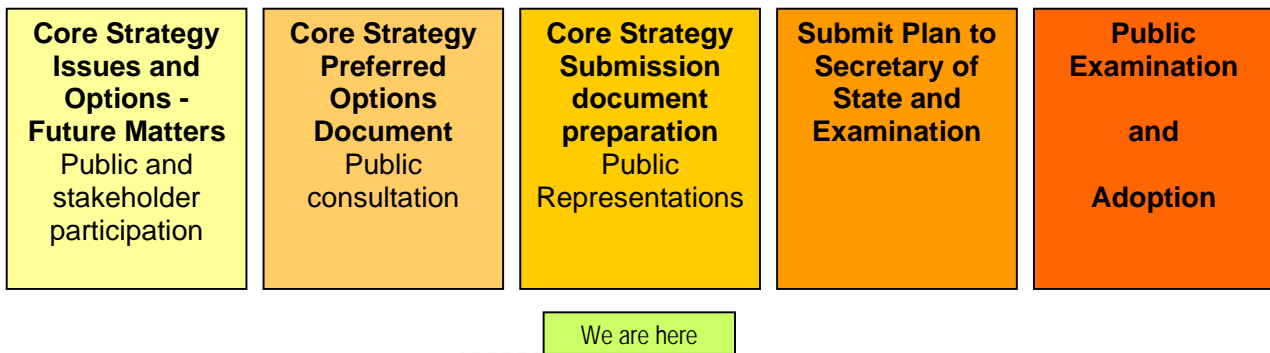 Core Strategy
Issues and
Options -
Future Matters
Public and
stakeholder
participation
Core Strategy
Preferred
Options
Document
Public
consultation
Core Strategy
Submission
document
preparation
Public
Representations
Submit Plan to
Secretary of
State and
Examination
Public
Examination
and
Adoption
We are here